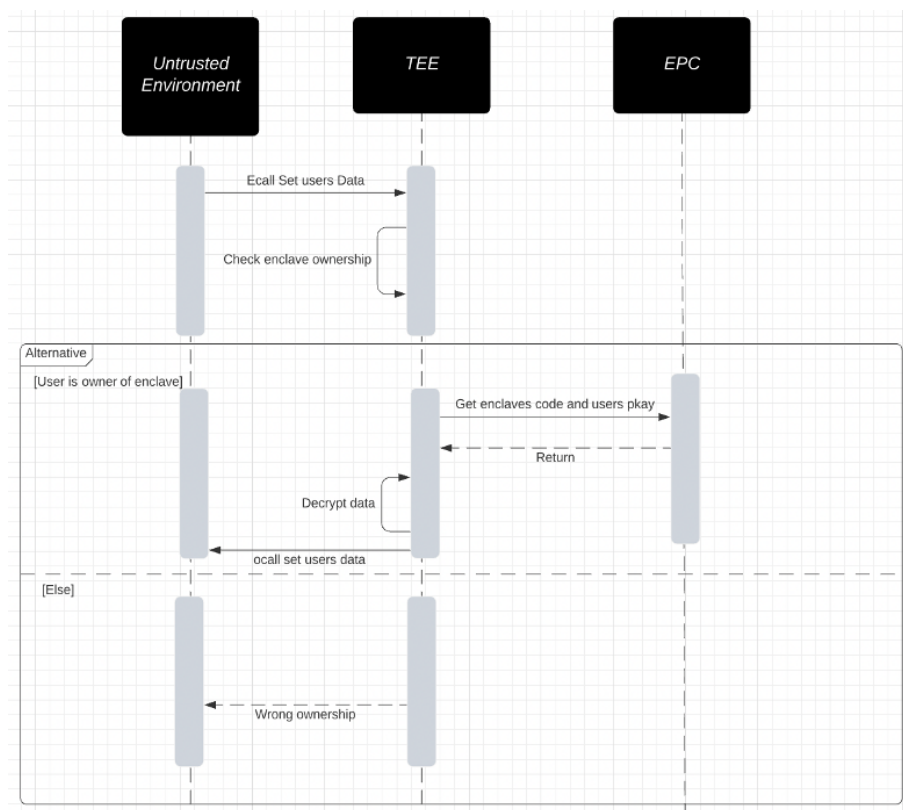 Untrusted
Environment
TEE
EPC
Ecall Set users Data
Check enclave ownership
Alternative
[User is owner of enclave]
Get enclaves code and users pkay
Return
Decrypt data
ocall set users data
[Else]
Wrong ownership